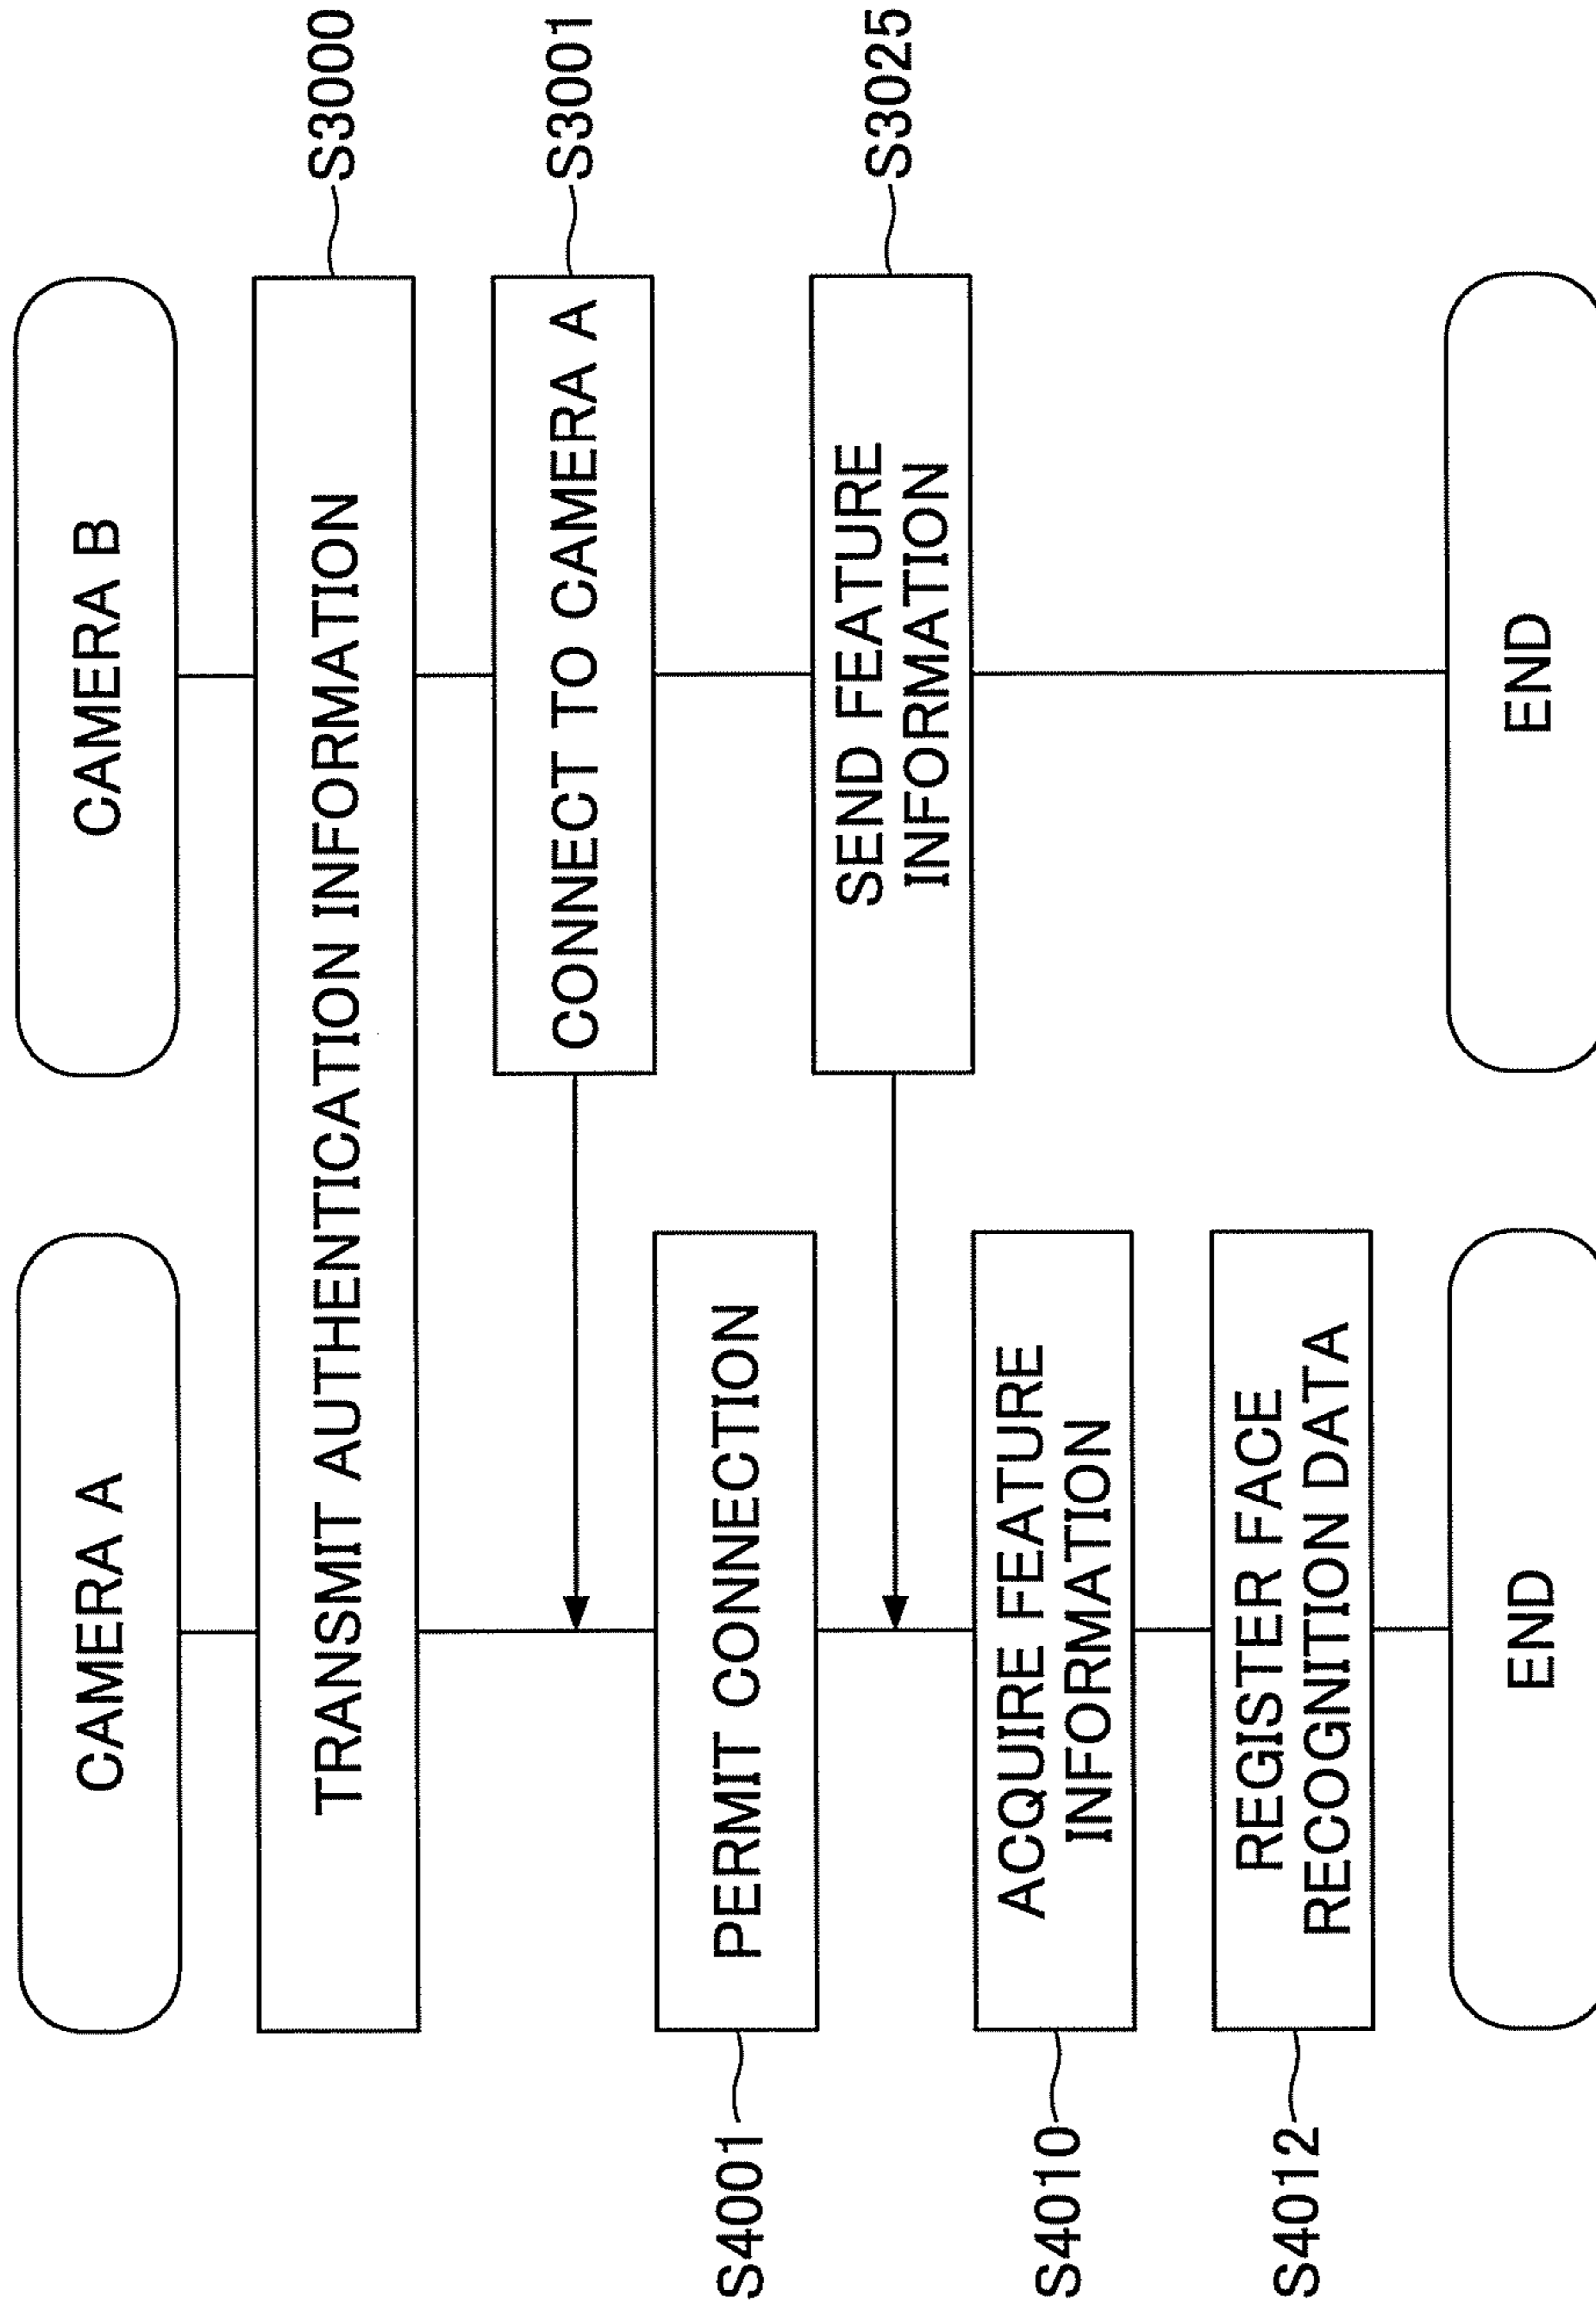 CAMERA A
CAMERA B
TRANSMIT AUTHENTICATION INFORMATION
S3000
CONNECT TO CAMERA A
S3001
S4001
PERMIT CONNECTION
SEND FEATURE
INFORMATION
S3025
S4010
ACQUIRE FEATURE
INFORMATION
S4012
REGISTER FACE
RECOGNITION DATA
END
END